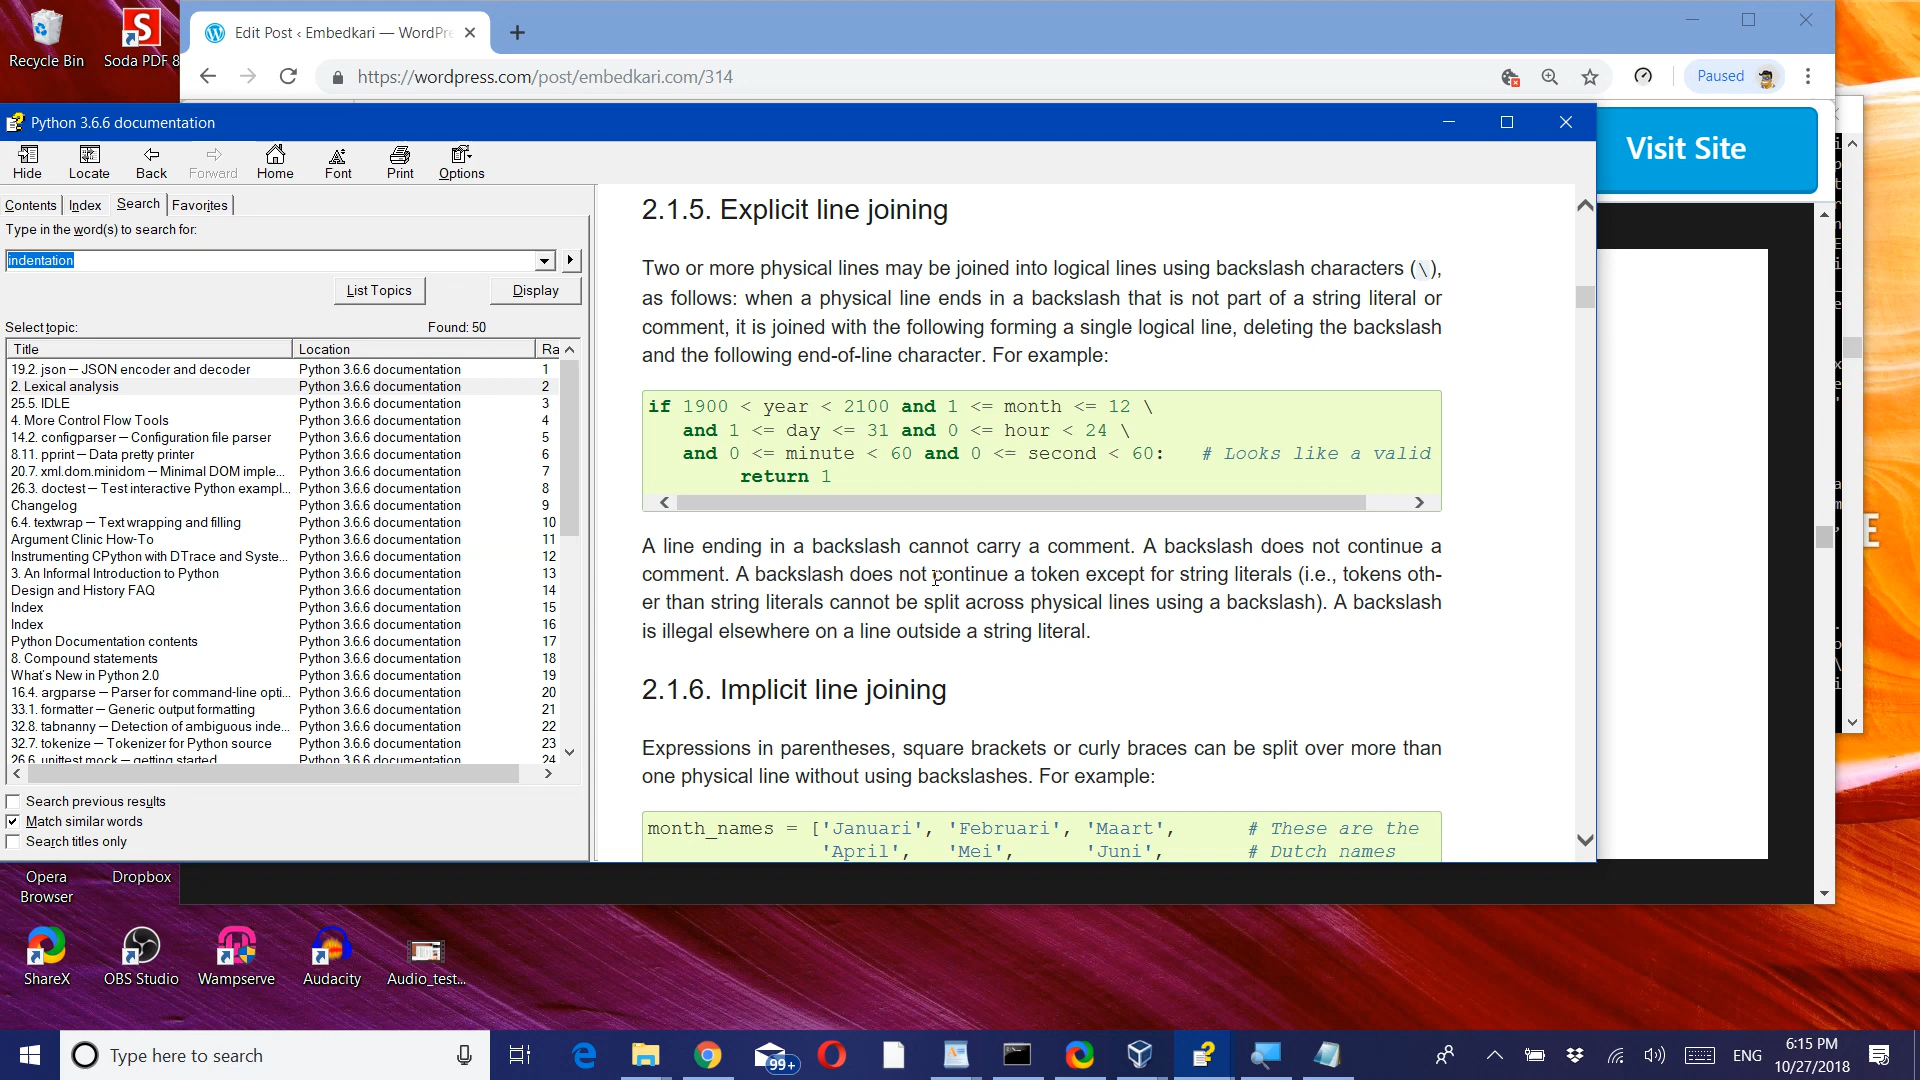 Recycle Bin
Soda PDF 8
Edit Post ‹ Embedkari — WordPr
https://wordpress.com/post/embedkari.com/314
Paused
Visit Site
Python 3.6.6 documentation
Hide Locate Back Forward Home Font Print Options
Contents Index Search Favorites
Type in the word(s) to search for:
indentation
List Topics Display
Select topic: Found: 50
Title Location Ra
19.2. json — JSON encoder and decoder Python 3.6.6 documentation 1
2. Lexical analysis Python 3.6.6 documentation 2
25.5. IDLE Python 3.6.6 documentation 3
4. More Control Flow Tools Python 3.6.6 documentation 4
14.2. configparser — Configuration file parser Python 3.6.6 documentation 5
8.11. pprint — Data pretty printer Python 3.6.6 documentation 6
20.7. xml.dom.minidom — Minimal DOM imple... Python 3.6.6 documentation 7
26.3. doctest — Test interactive Python exampl... Python 3.6.6 documentation 8
Changelog Python 3.6.6 documentation 9
6.4. textwrap — Text wrapping and filling Python 3.6.6 documentation 10
Argument Clinic How-To Python 3.6.6 documentation 11
Instrumenting CPython with DTrace and Syste... Python 3.6.6 documentation 12
3. An Informal Introduction to Python Python 3.6.6 documentation 13
Design and History FAQ Python 3.6.6 documentation 14
Index Python 3.6.6 documentation 15
Index Python 3.6.6 documentation 16
Python Documentation contents Python 3.6.6 documentation 17
8. Compound statements Python 3.6.6 documentation 18
What's New in Python 2.0 Python 3.6.6 documentation 19
16.4. argparse — Parser for command-line opti... Python 3.6.6 documentation 20
33.1. formatter — Generic output formatting Python 3.6.6 documentation 21
32.8. tabnanny — Detection of ambiguous inde... Python 3.6.6 documentation 22
32.7. tokenize — Tokenizer for Python source Python 3.6.6 documentation 23
26.6. unittest.mock — getting started Python 3.6.6 documentation 24
Search previous results
Match similar words
Search titles only
2.1.5. Explicit line joining
Two or more physical lines may be joined into logical lines using backslash characters (\),
as follows: when a physical line ends in a backslash that is not part of a string literal or
comment, it is joined with the following forming a single logical line, deleting the backslash
and the following end-of-line character. For example:
if 1900 < year < 2100 and 1 <= month <= 12 \
and 1 <= day <= 31 and 0 <= hour < 24 \
and 0 <= minute < 60 and 0 <= second < 60: # Looks like a valid
return 1
A line ending in a backslash cannot carry a comment. A backslash does not continue a
comment. A backslash does not continue a token except for string literals (i.e., tokens oth-
er than string literals cannot be split across physical lines using a backslash). A backslash
is illegal elsewhere on a line outside a string literal.
2.1.6. Implicit line joining
Expressions in parentheses, square brackets or curly braces can be split over more than
one physical line without using backslashes. For example:
month_names = ['Januari', 'Februari', 'Maart', # These are the
'April', 'Mei', 'Juni', # Dutch names
E
Opera
Browser
Dropbox
ShareX
OBS Studio
Wampserve
Audacity
Audio_test...
Type here to search
99+
ENG
6:15 PM
10/27/2018